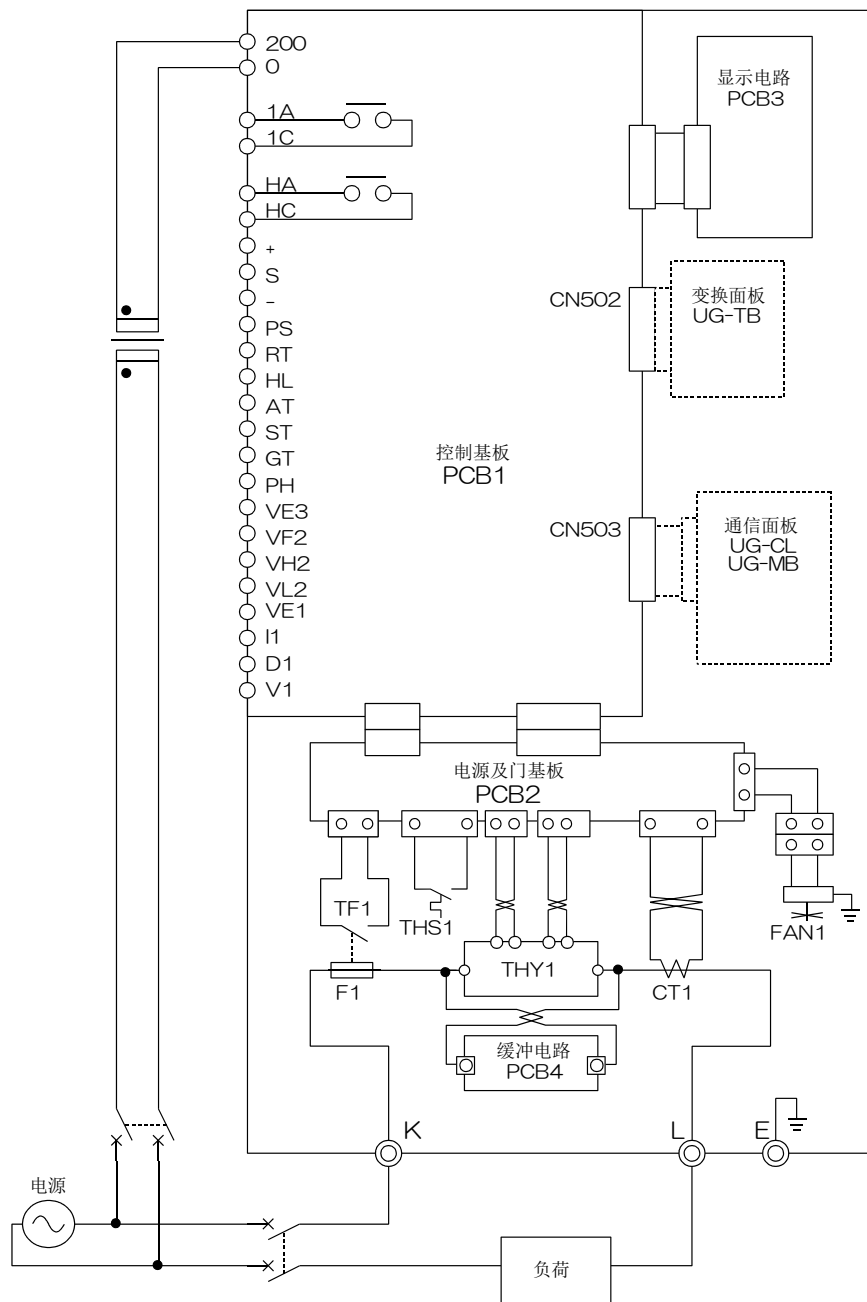 200
0
1A
1C
HA
HC
+
S
-
PS
RT
HL
AT
ST
GT
PH
VE3
VF2
VH2
VL2
VE1
I1
D1
V1
显示电路
PCB3
CN502
变换面板
UG-TB
控制基板
PCB1
CN503
通信面板
UG-CL
UG-MB
电源及门基板
PCB2
TF1
THS1
F1
THY1
CT1
FAN1
缓冲电路
PCB4
K
L
E
电源
负荷